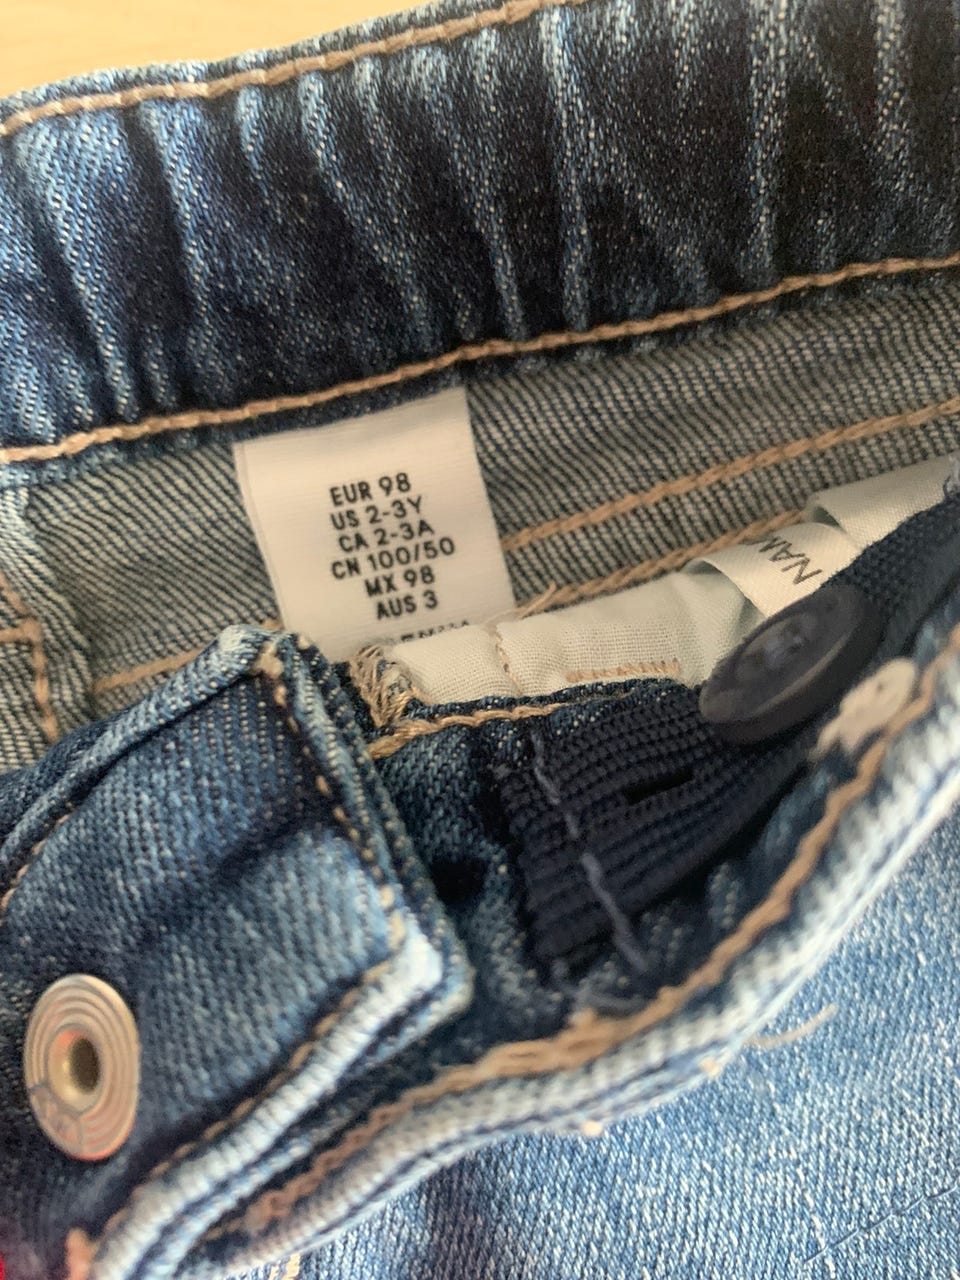 EUR 98
US 2-3Y
CA 2-3A
CN 100/50
MX 98
AUS 3